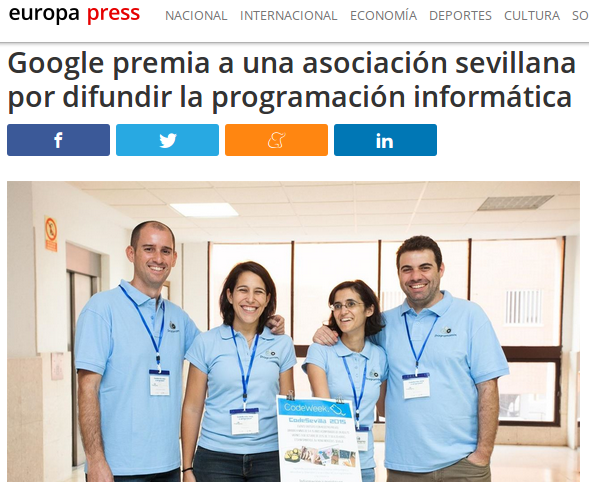 europa press
NACIONAL INTERNACIONAL ECONOMÍA DEPORTES CULTURA SO
Google premia a una asociación sevillana
por difundir la programación informática
f
in
CodeWeek
CodeSevilla 2015